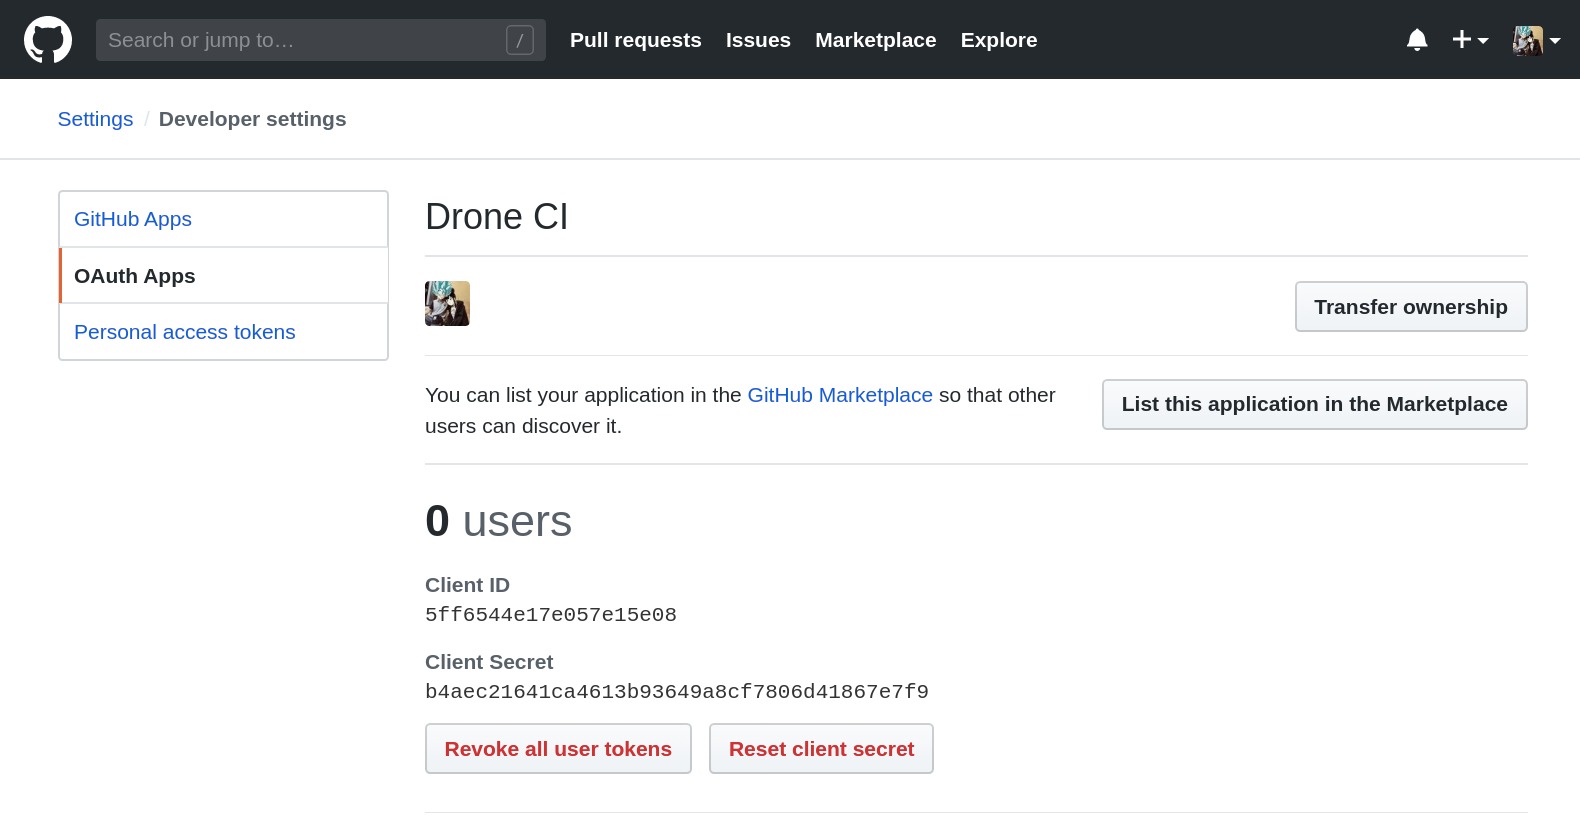 Search or jump to…
/
Pull requests
Issues
Marketplace
Explore
Settings / Developer settings
GitHub Apps
OAuth Apps
Personal access tokens
Drone CI
Transfer ownership
You can list your application in the GitHub Marketplace so that other
users can discover it.
List this application in the Marketplace
0 users
Client ID
5ff6544e17e057e15e08
Client Secret
b4aec21641ca4613b93649a8cf7806d41867e7f9
Revoke all user tokens
Reset client secret